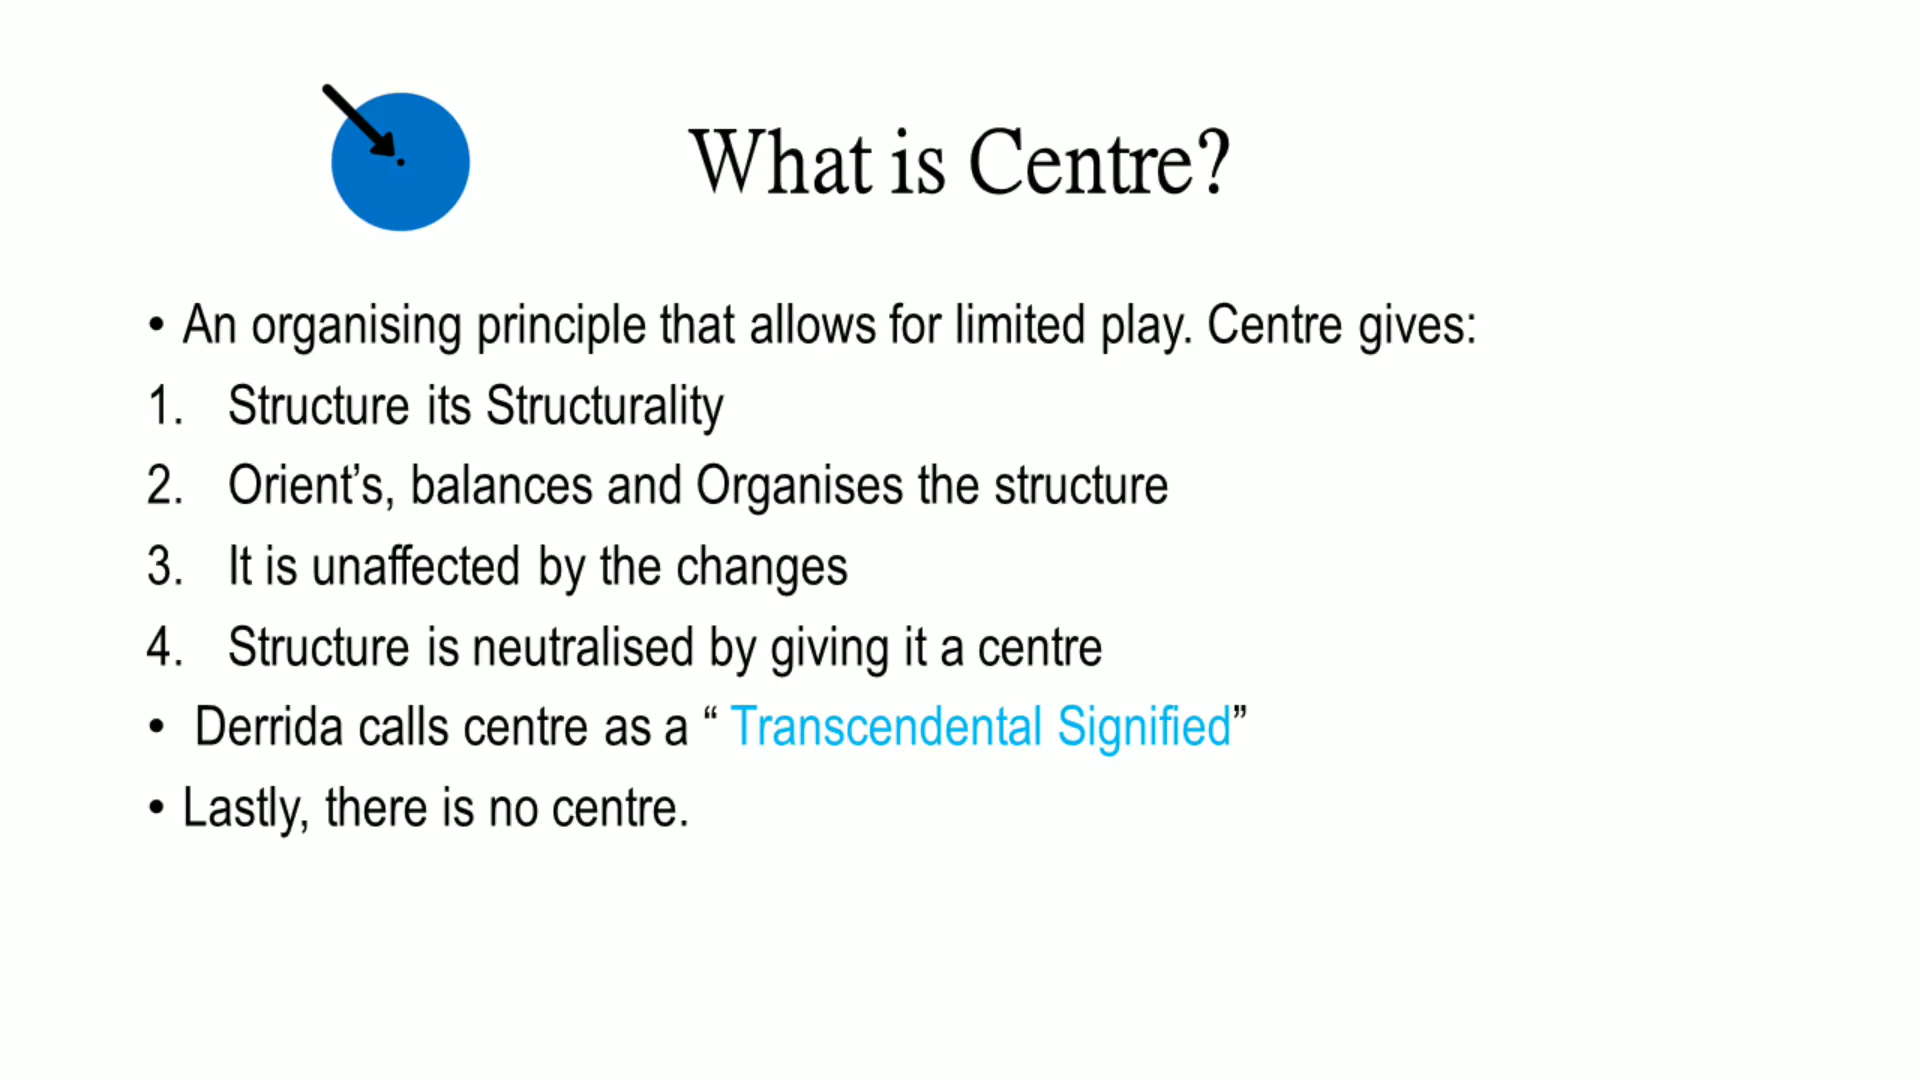 What is Centre?
• An organising principle that allows for limited play. Centre gives:
1. Structure its Structurality
2. Orient’s, balances and Organises the structure
3. It is unaffected by the changes
4. Structure is neutralised by giving it a centre
• Derrida calls centre as a “ Transcendental Signified”
• Lastly, there is no centre.